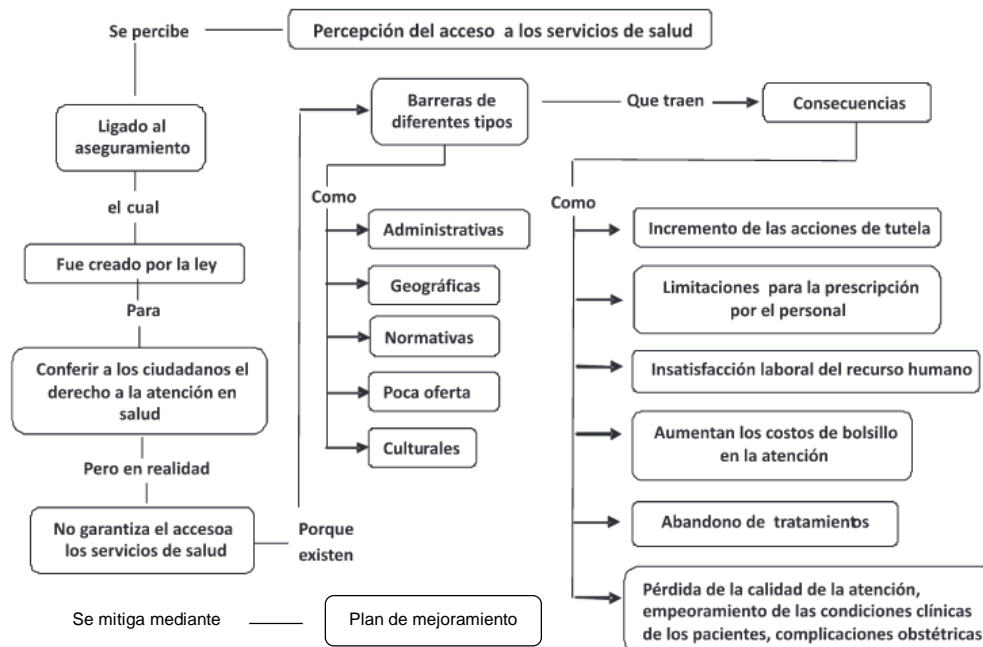 Se percibe
Percepción del acceso a los servicios de salud
Ligado al
aseguramiento
el cual
Fue creado por la ley
Para
Conferir a los ciudadanos el
derecho a la atención en
salud
Pero en realidad
No garantiza el accesoa
los servicios de salud
Porque
existen
Barreras de
diferentes tipos
Como
Administrativas
Geográficas
Normativas
Poca oferta
Culturales
Que traen
Consecuencias
Como
Incremento de las acciones de tutela
Limitaciones para la prescripción
por el personal
Insatisfacción laboral del recurso humano
Aumentan los costos de bolsillo
en la atención
Abandono de tratamientos
Pérdida de la calidad de la atención,
empeoramiento de las condiciones clínicas
de los pacientes, complicaciones obstétricas
Se mitiga mediante
Plan de mejoramiento